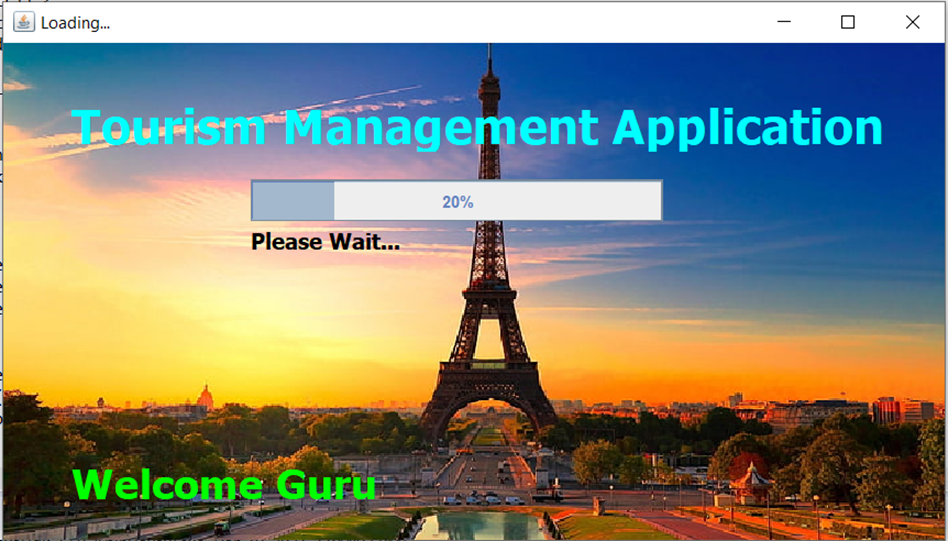 Loading...
Tourism Management Application
20%
Please Wait...
Welcome Guru